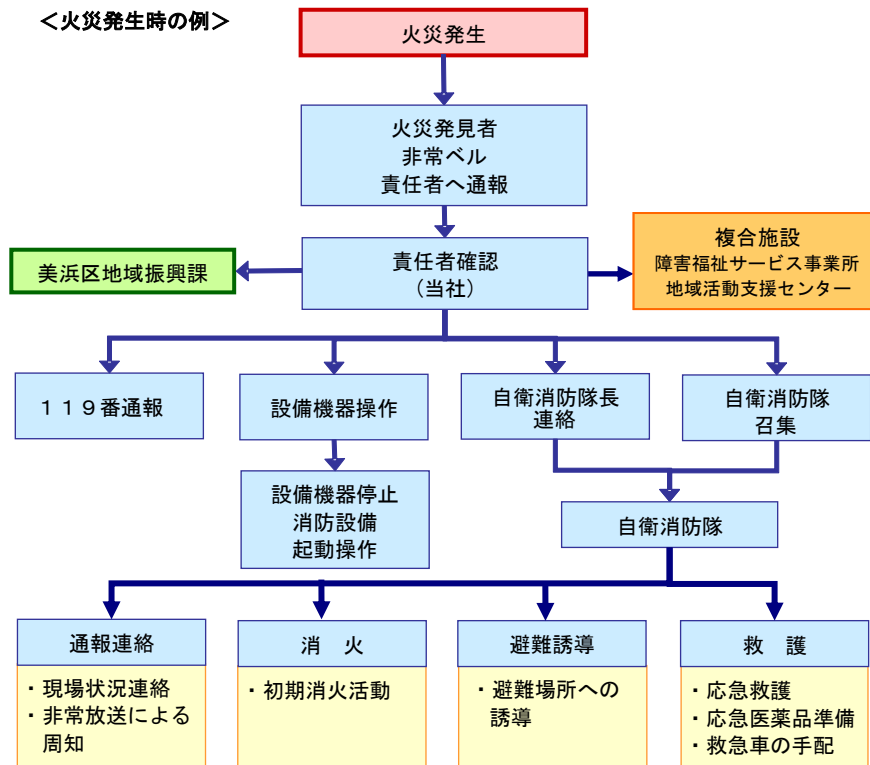 ＜火災発生時の例＞
火災発生
火災発見者
非常ベル
責任者へ通報
美浜区地域振興課
責任者確認
（当社）
複合施設
障害福祉サービス事業所
地域活動支援センター
１１９番通報
設備機器操作
自衛消防隊長
連絡
自衛消防隊
召集
設備機器停止
消防設備
起動操作
自衛消防隊
通報連絡
・現場状況連絡
・非常放送による
周知
消　火
・初期消火活動
避難誘導
・避難場所への
誘導
救　護
・応急救護
・応急医薬品準備
・救急車の手配